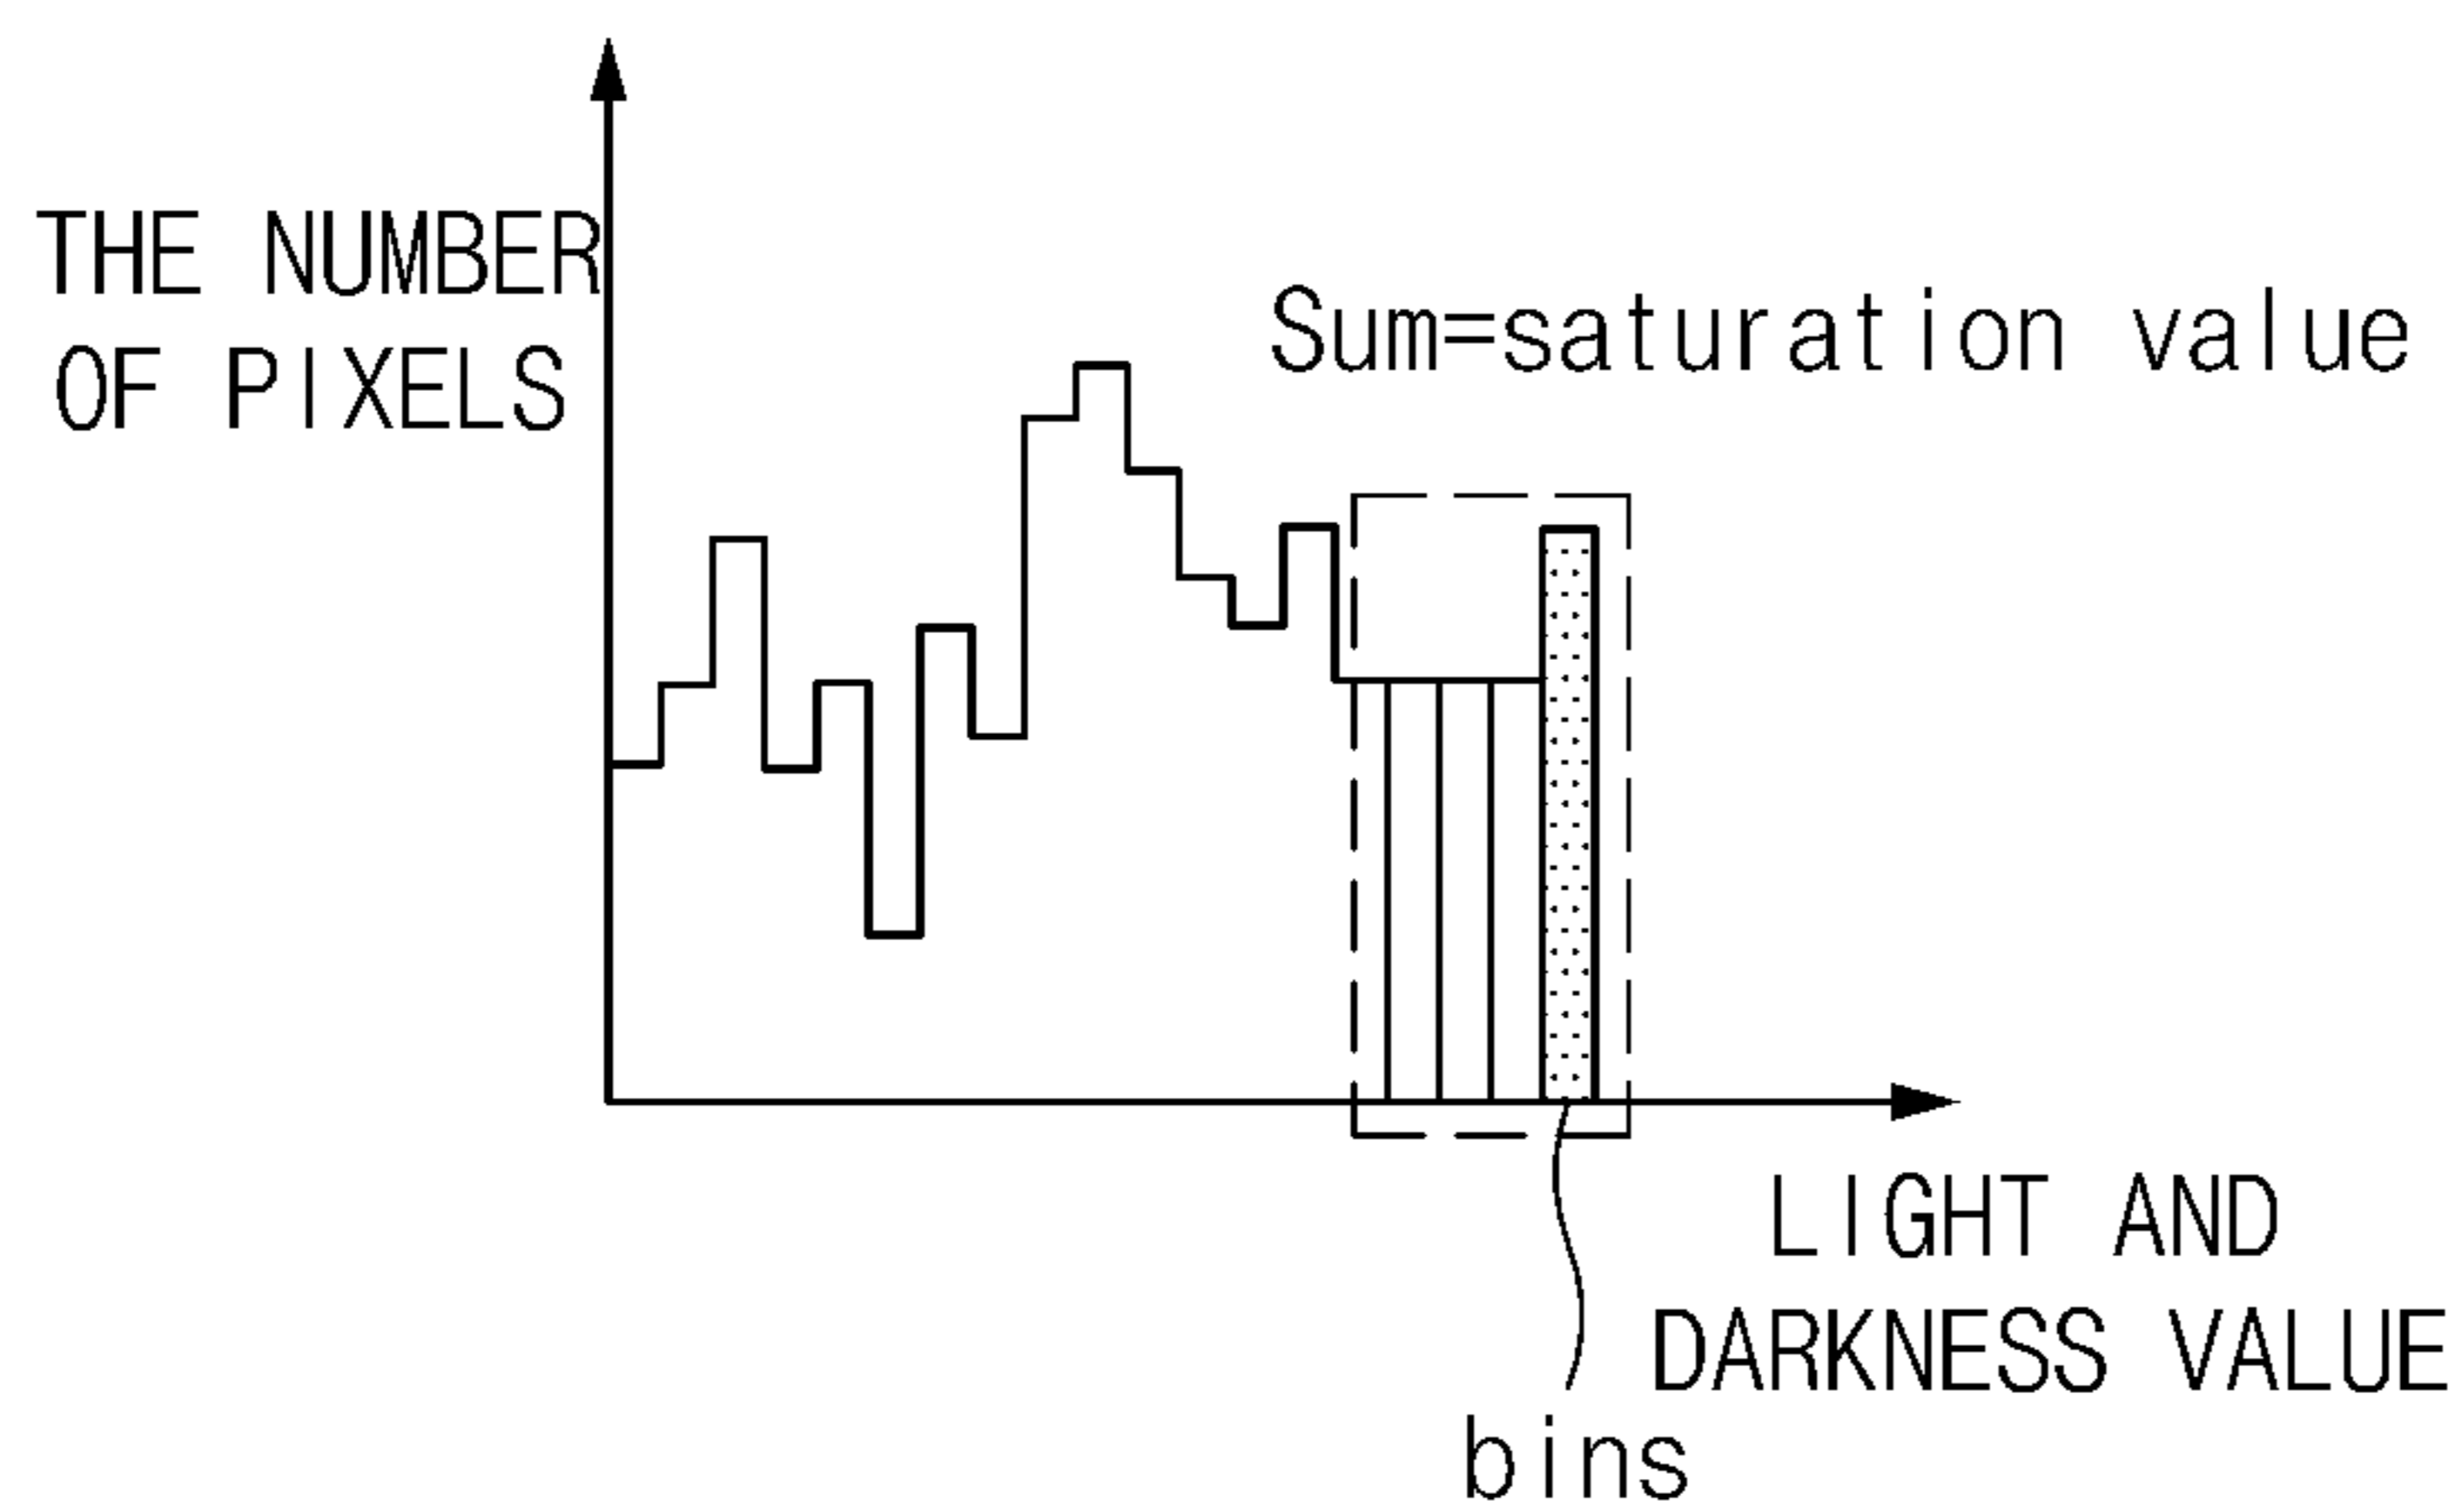 THE NUMBER
OF PIXELS
Sum=saturation value
LIGHT AND
DARKNESS VALUE
bins